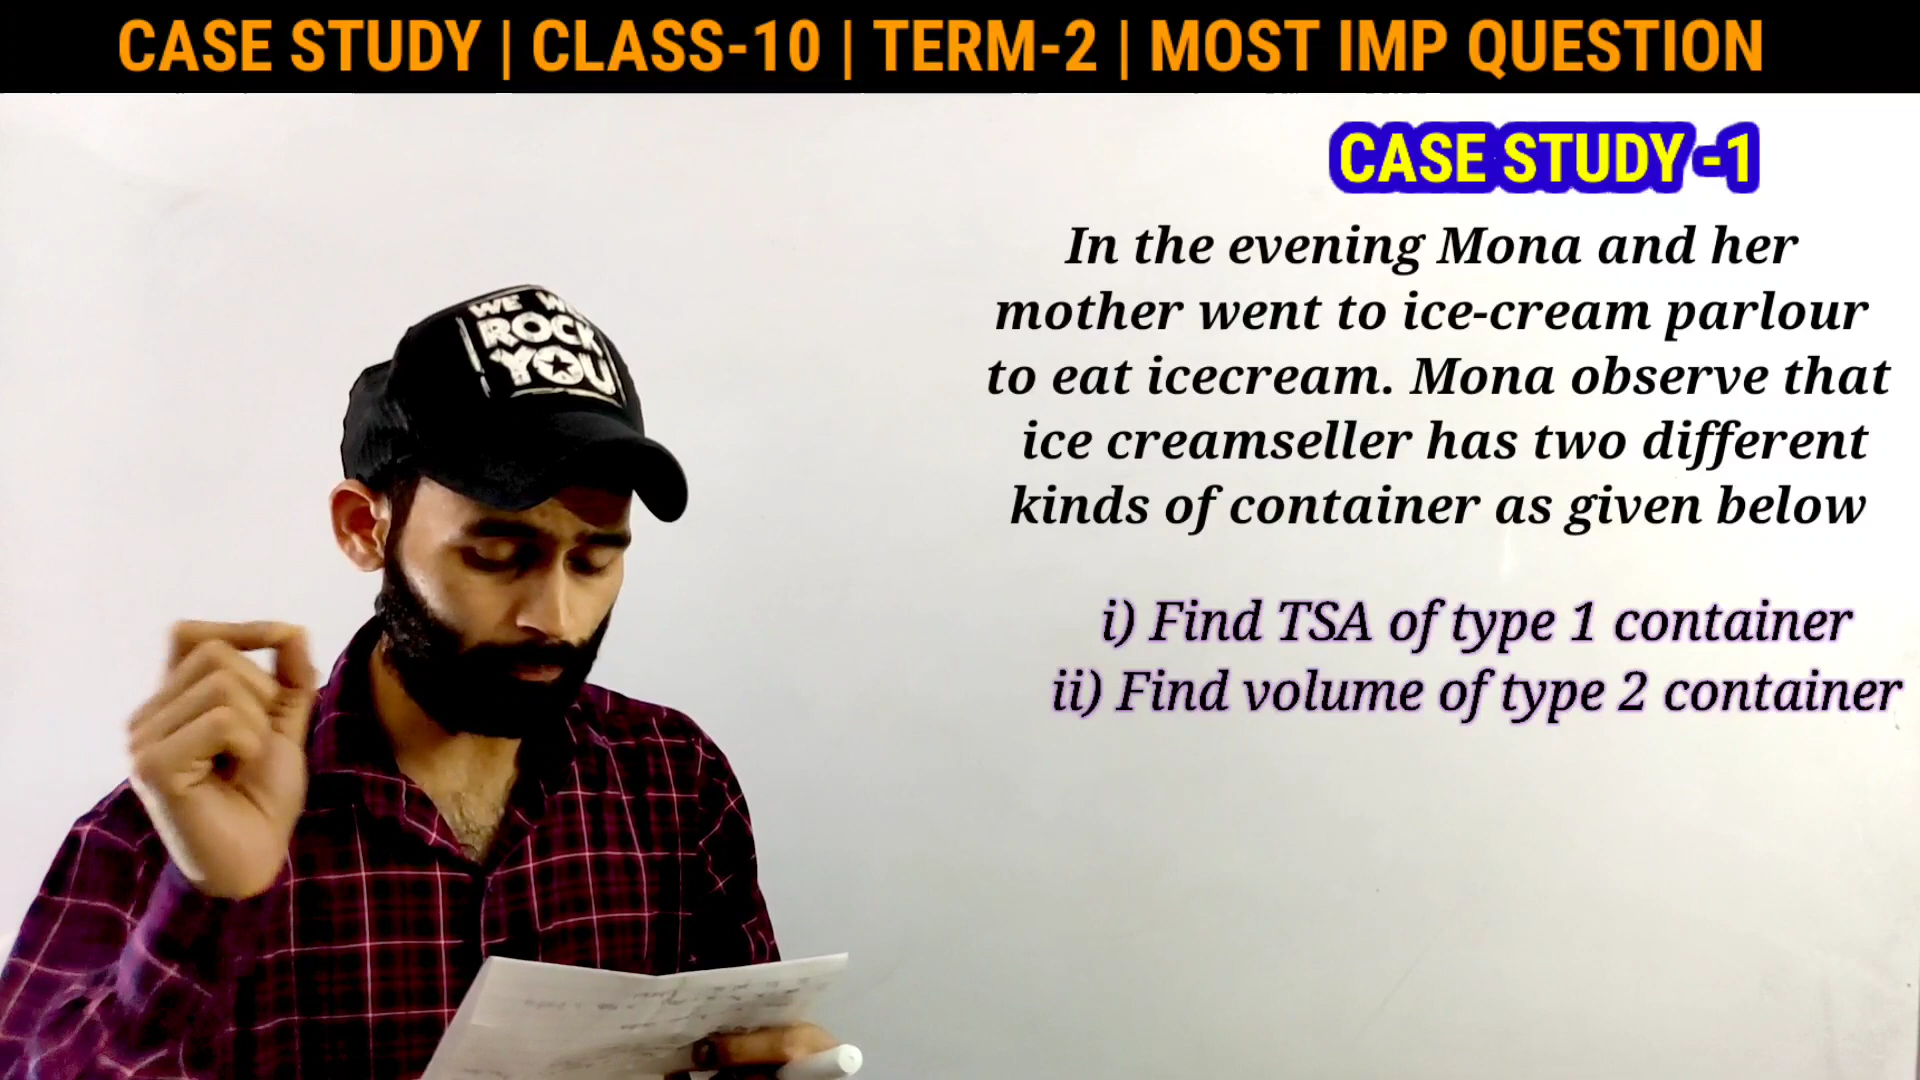 CASE STUDY | CLASS-10 | TERM-2 | MOST IMP QUESTION
CASE STUDY -1
In the evening Mona and her
mother went to ice-cream parlour
to eat icecream. Mona observe that
ice creamseller has two different
kinds of container as given below
i) Find TSA of type 1 container
ii) Find volume of type 2 container
WE
ROCK
YOU